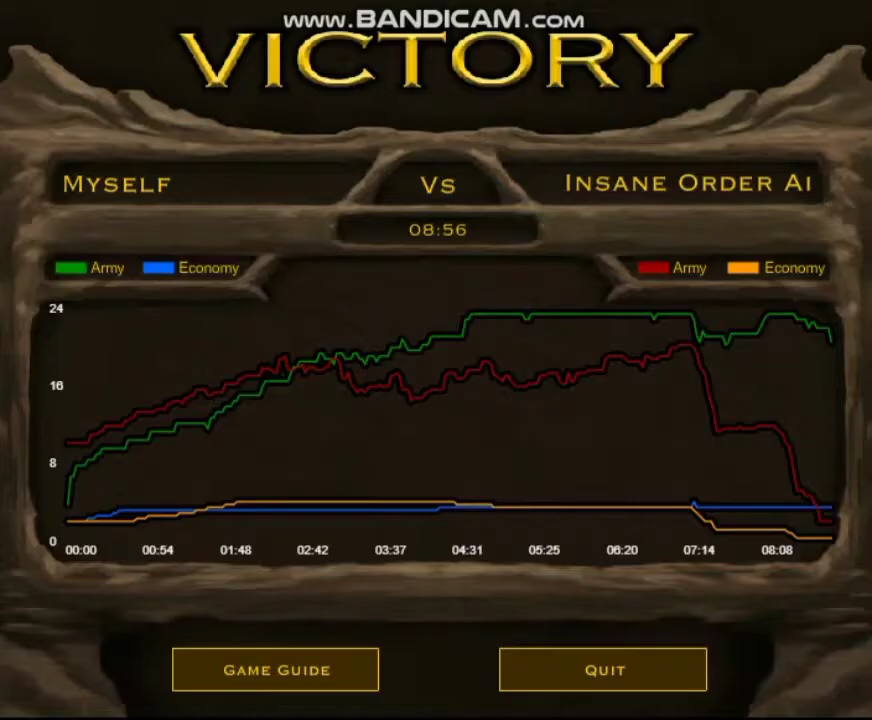 www.BANDICAM.com
VICTORY
MYSELF
VS
INSANE ORDER AI
08:56
Army
Economy
Army
Economy
24
16
8
0
00:00 00:54 01:48 02:42 03:37 04:31 05:25 06:20 07:14 08:08
GAME GUIDE
QUIT